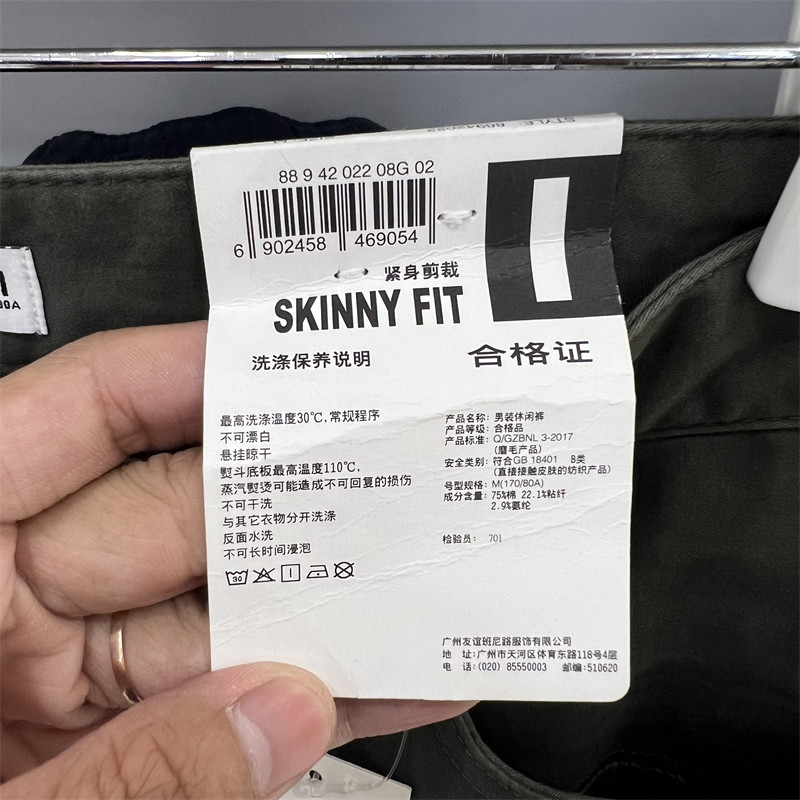 STYLE: 88942022
88 9 42 022 08G 02
6 902458 469054
紧身剪裁
SKINNY FIT
洗涤保养说明
合格证
最高洗涤温度30℃,常规程序
不可漂白
悬挂晾干
熨斗底板最高温度110℃,
蒸汽熨烫可能造成不可回复的损伤
不可干洗
与其它衣物分开洗涤
反面水洗
不可长时间浸泡
30
产品名称: 男装休闲裤
产品等级: 合格品
产品标准: Q/GZBNL 3-2017
(磨毛产品)
安全类别: 符合GB 18401 B类
(直接接触皮肤的纺织产品)
号型规格: M(170/80A)
成分含量: 75%棉 22.1%粘纤
2.9%氨纶
检验员: 701
广州友谊班尼路服饰有限公司
地 址:广州市天河区体育东路118号4层
电 话:(020) 85550003 邮编:510620